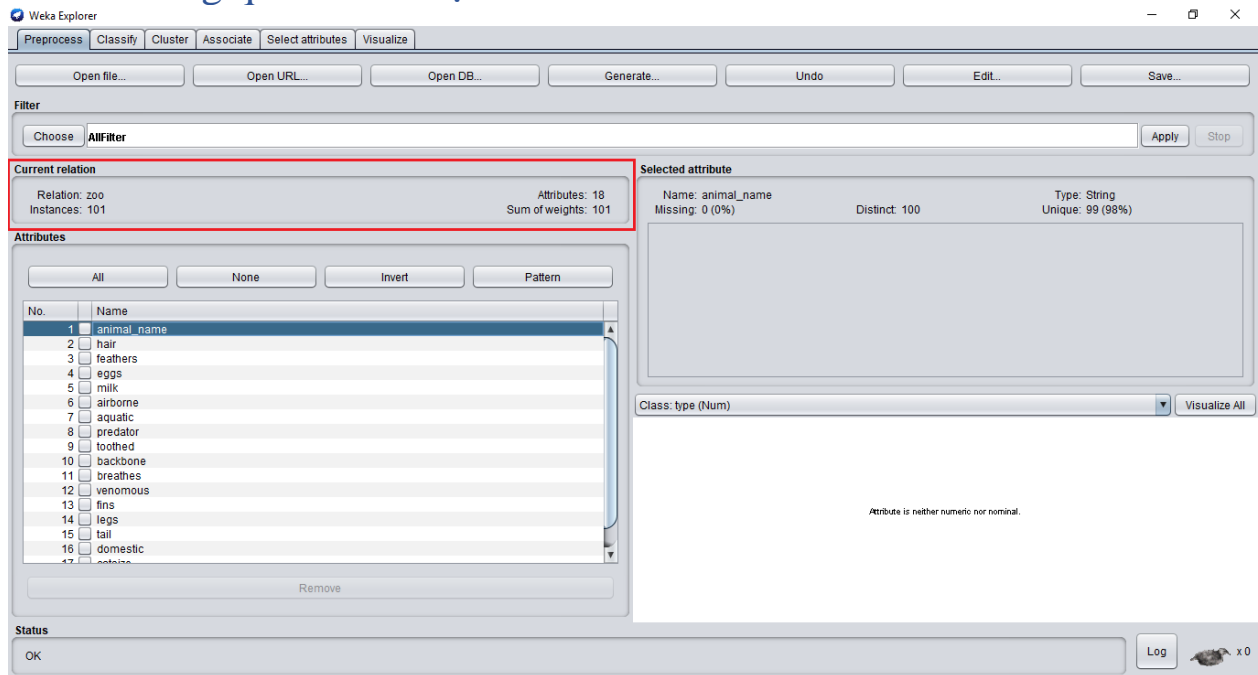 Weka Explorer
Preprocess Classify Cluster Associate Select attributes Visualize
Open file... Open URL... Open DB... Generate... Undo Edit... Save...
Filter
Choose AllFilter Apply Stop
Current relation
Relation: zoo Attributes: 18
Instances: 101 Sum of weights: 101
Selected attribute
Name: animal_name Type: String
Missing: 0 (0%) Distinct: 100 Unique: 99 (98%)
Attributes
All None Invert Pattern
No. Name
1 animal_name
2 hair
3 feathers
4 eggs
5 milk
6 airborne
7 aquatic
8 predator
9 toothed
10 backbone
11 breathes
12 venomous
13 fins
14 legs
15 tail
16 domestic
17
Remove
Class: type (Num) Visualize All
Attribute is neither numeric nor nominal.
Status
OK
Log x 0